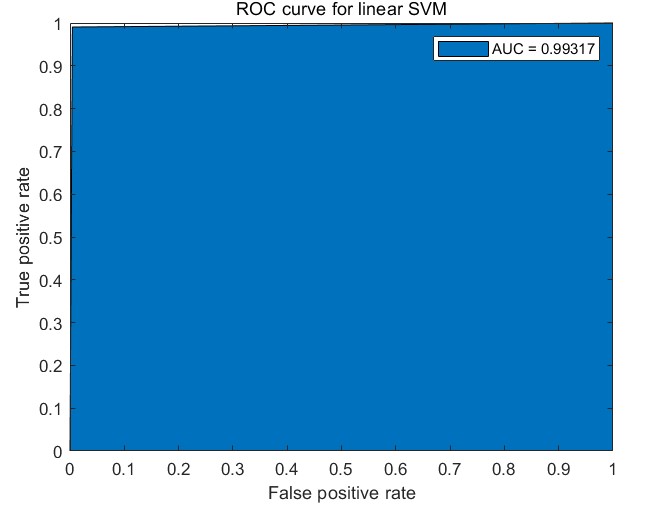 ROC curve for linear SVM
AUC = 0.99317
1
0.9
0.8
0.7
0.6
0.5
0.4
0.3
0.2
0.1
0
True positive rate
0 0.1 0.2 0.3 0.4 0.5 0.6 0.7 0.8 0.9 1
False positive rate